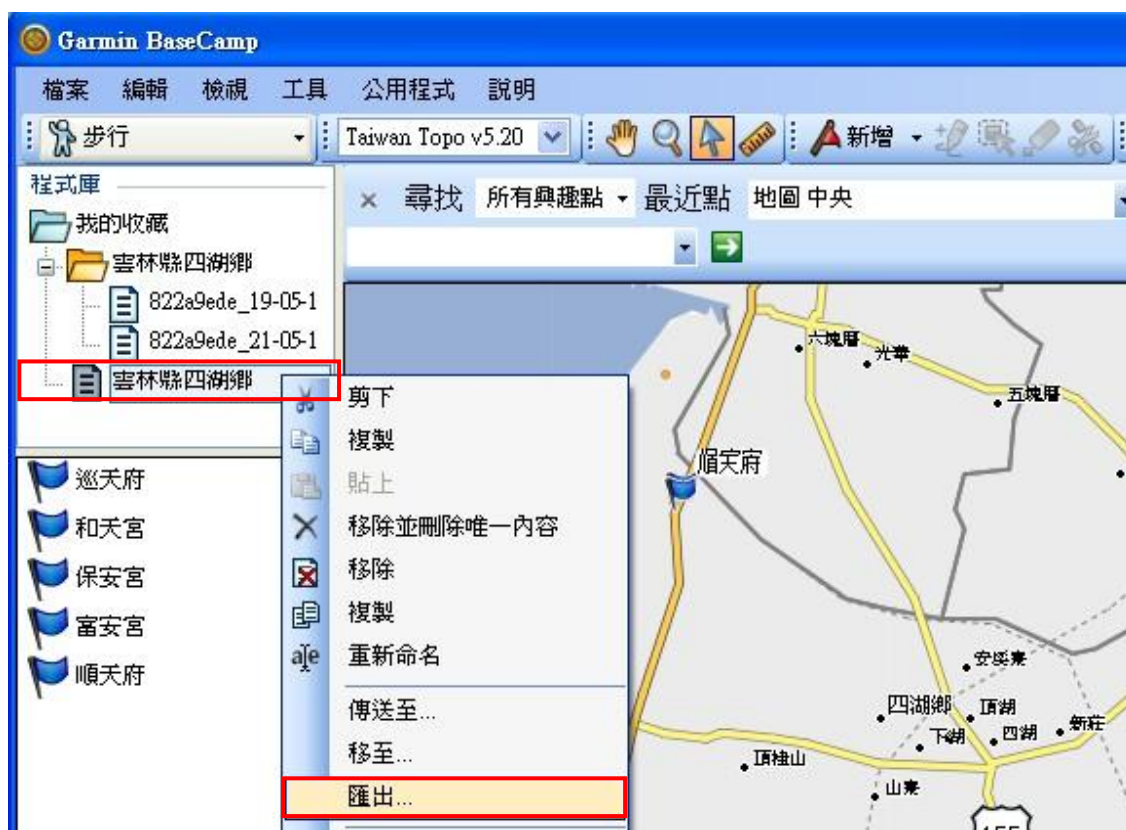 Garmin BaseCamp
檔案 編輯 檢視 工具 公用程式 說明
步行 Taiwan Topo v5.20 新增
程式庫
我的收藏
雲林縣四湖鄉
822a9ede_19-05-1
822a9ede_21-05-1
雲林縣四湖鄉
尋找 所有興趣點 最近點 地圖 中央
剪下
複製
貼上
移除並刪除唯一內容
移除
複製
重新命名
傳送至...
移至...
匯出...
巡天府
和天宮
保安宮
富安宮
順天府
六塊厝
光華
五塊厝
順天府
安溪寮
四湖鄉
頂湖
下湖
四湖
新莊
山寮
155